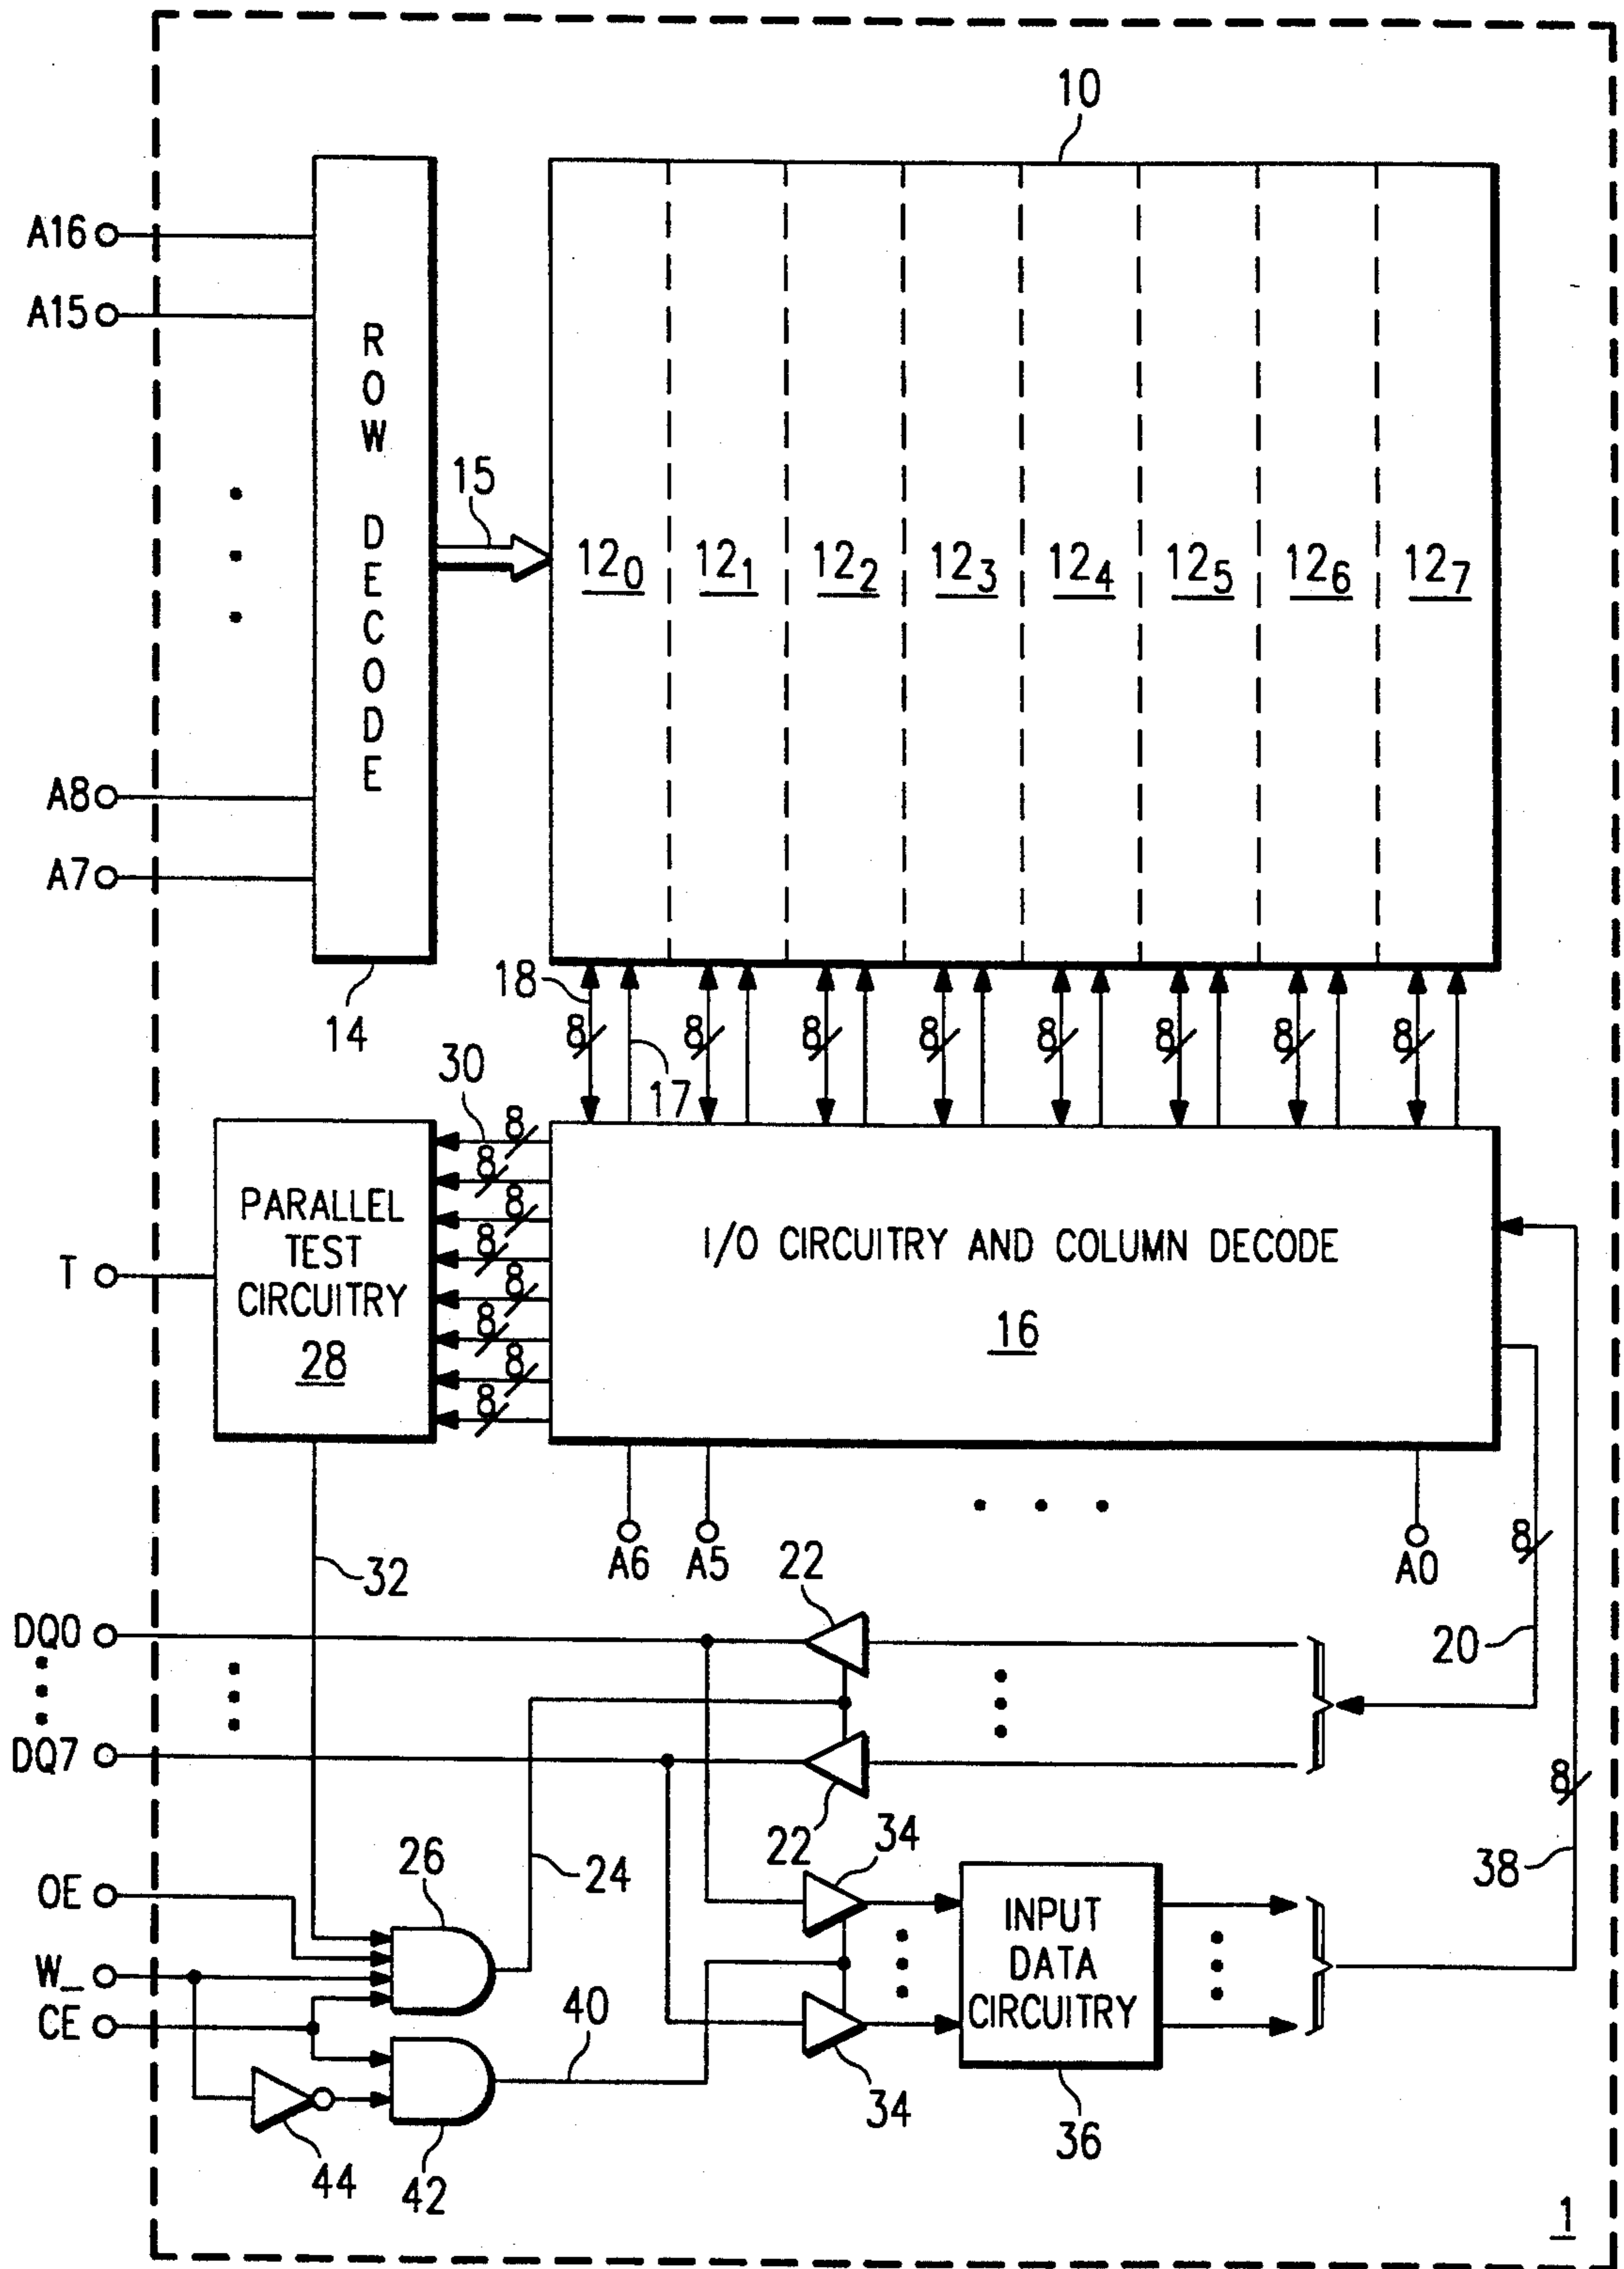 10
A16
A15
ROW DECODE
15
12₀ 12₁ 12₂ 12₃ 12₄ 12₅ 12₆ 12₇
A8
A7
14
18
8 8 8 8 8 8 8 8
17
30
8
8
8
8
8
8
8
8
PARALLEL
TEST
CIRCUITRY
28
T
I/O CIRCUITRY AND COLUMN DECODE
16
A6 A5 A0
8
32
22
20
DQ0
DQ7
8
22
34
26
24
38
OE
W_
CE
INPUT
DATA
CIRCUITRY
40
34
36
44
42
1